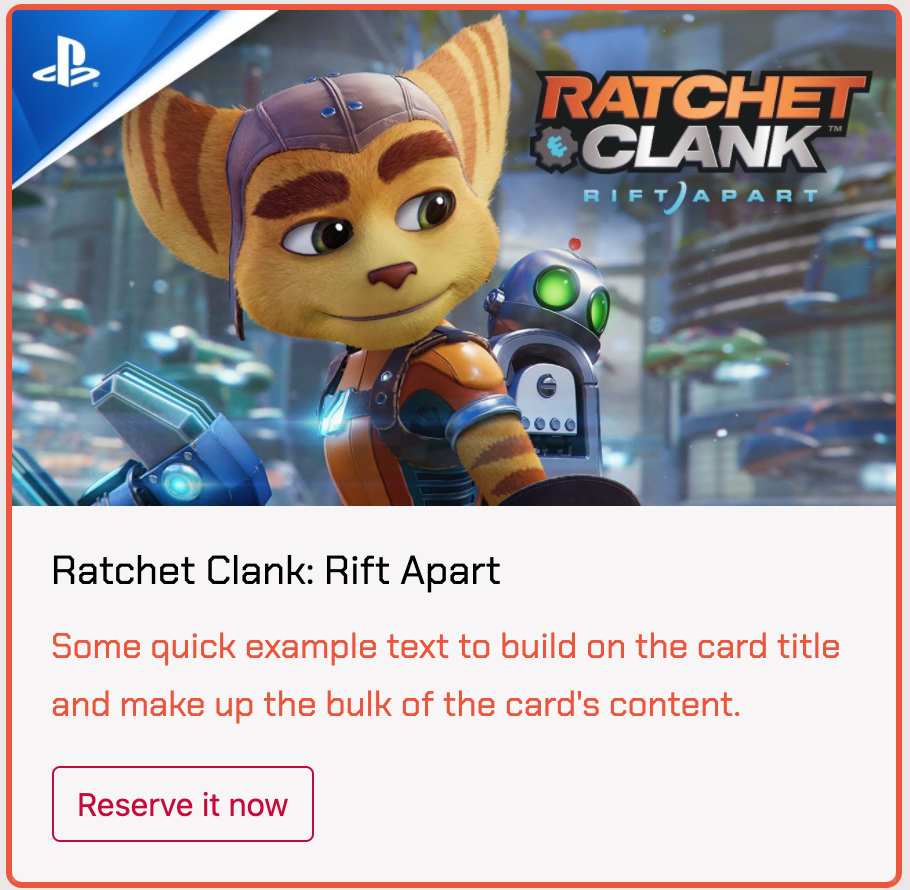 RATCHET
& CLANK™
RIFT APART
Ratchet Clank: Rift Apart
Some quick example text to build on the card title
and make up the bulk of the card's content.
Reserve it now